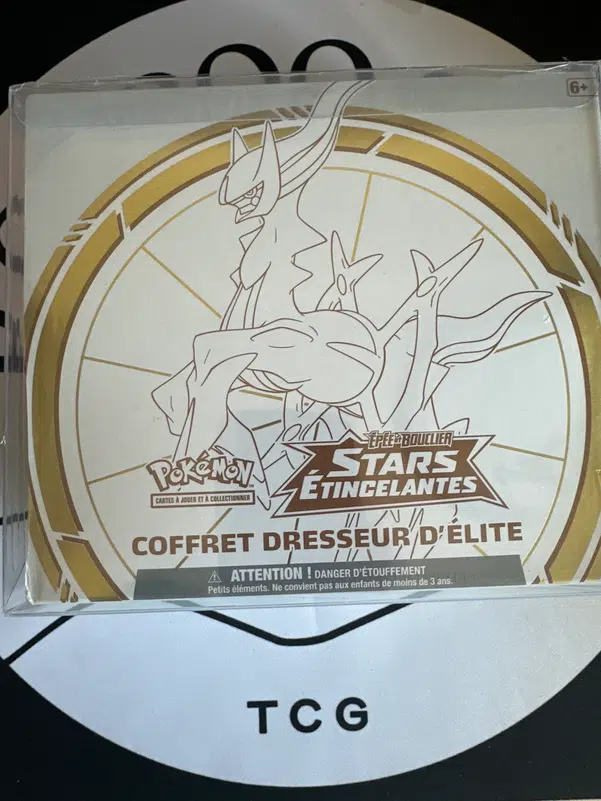 6+
POKéMON
CARTES À JOUER ET À COLLECTIONNER
ÉPÉE & BOUCLIER
STARS
ÉTINCELANTES
COFFRET DRESSEUR D'ÉLITE
ATTENTION ! DANGER D'ÉTOUFFEMENT
Petits éléments. Ne convient pas aux enfants de moins de 3 ans.
TCG